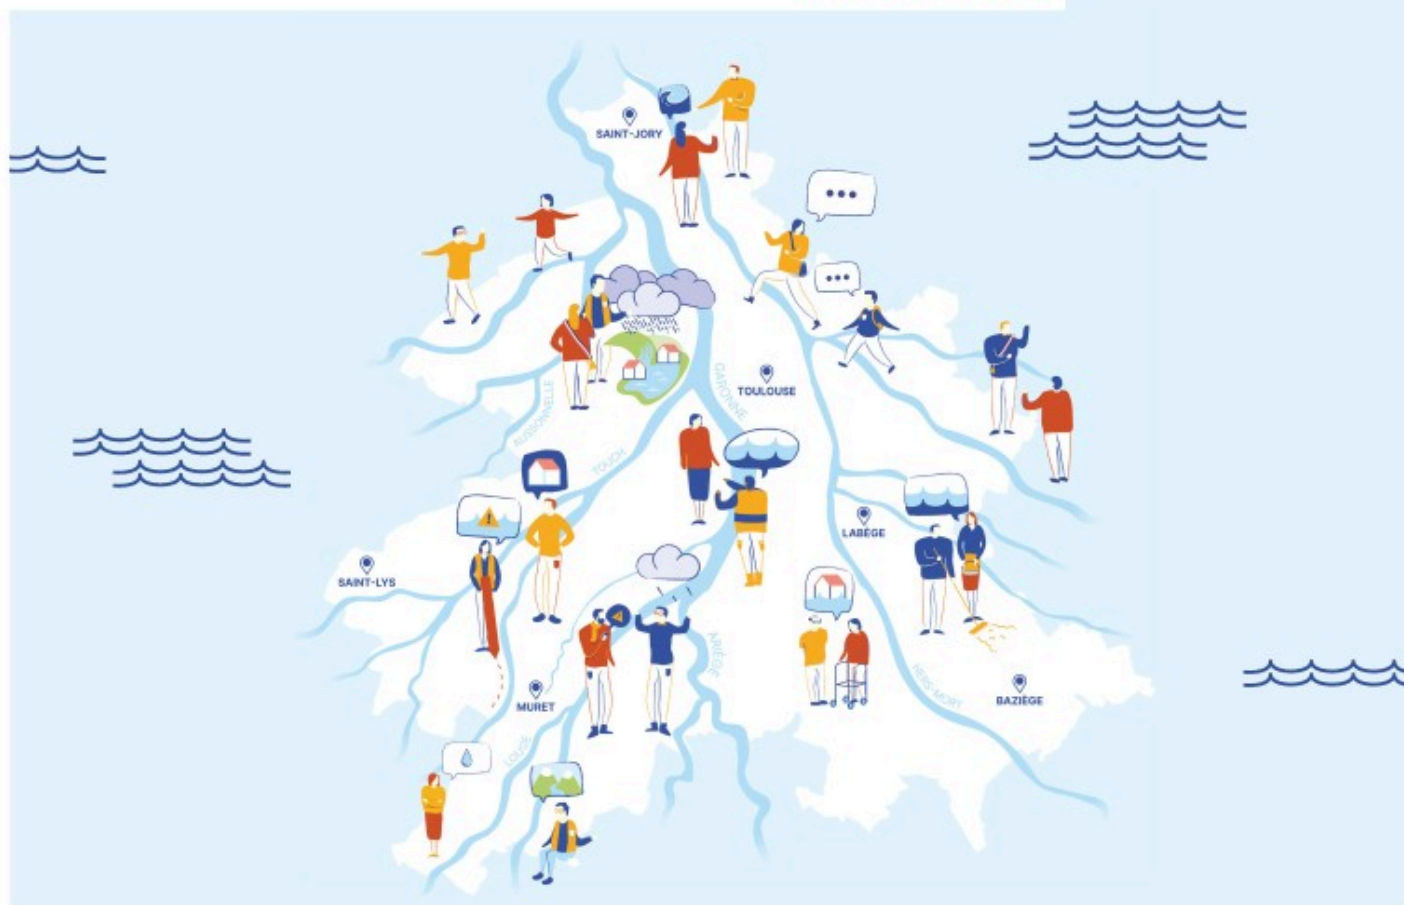 SAINT-JORY
GARONNE
TOULOUSE
AUSSONNELLE
TOUCH
LABÈGE
SAINT-LYS
ARIÈGE
HERS-MORT
BAZIÈGE
MURET
LOUGE